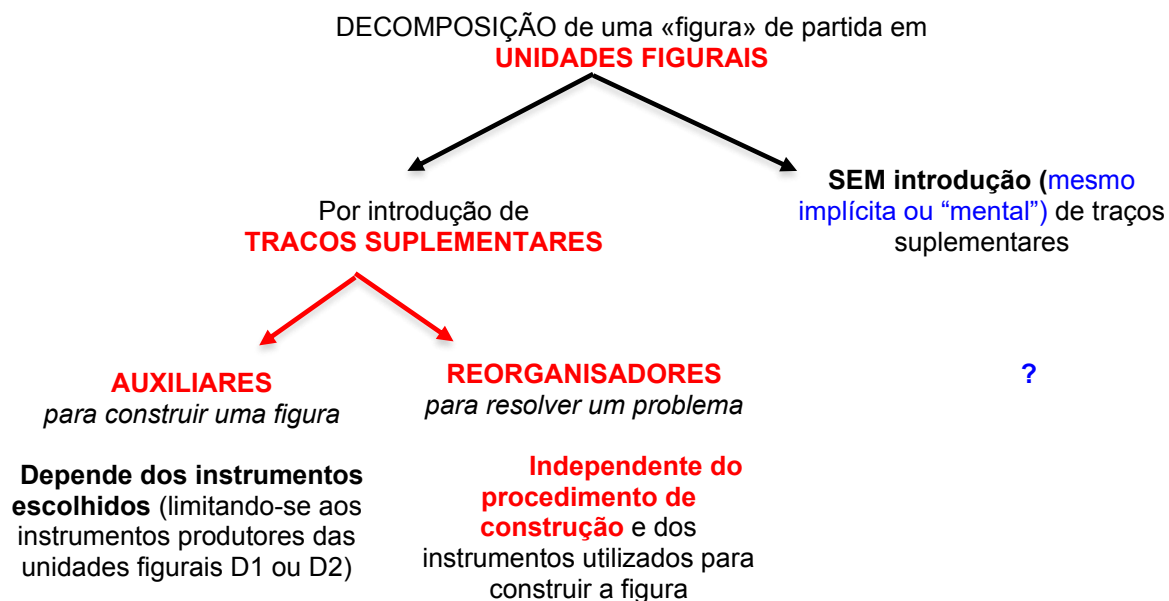 DECOMPOSIÇÃO de uma «figura» de partida em
UNIDADES FIGURAIS
Por introdução de
TRACOS SUPLEMENTARES
SEM introdução (mesmo
implícita ou “mental”) de traços
suplementares
AUXILIARES
para construir uma figura
Depende dos instrumentos
escolhidos (limitando-se aos
instrumentos produtores das
unidades figurais D1 ou D2)
REORGANISADORES
para resolver um problema
Independente do
procedimento de
construção e dos
instrumentos utilizados para
construir a figura
?